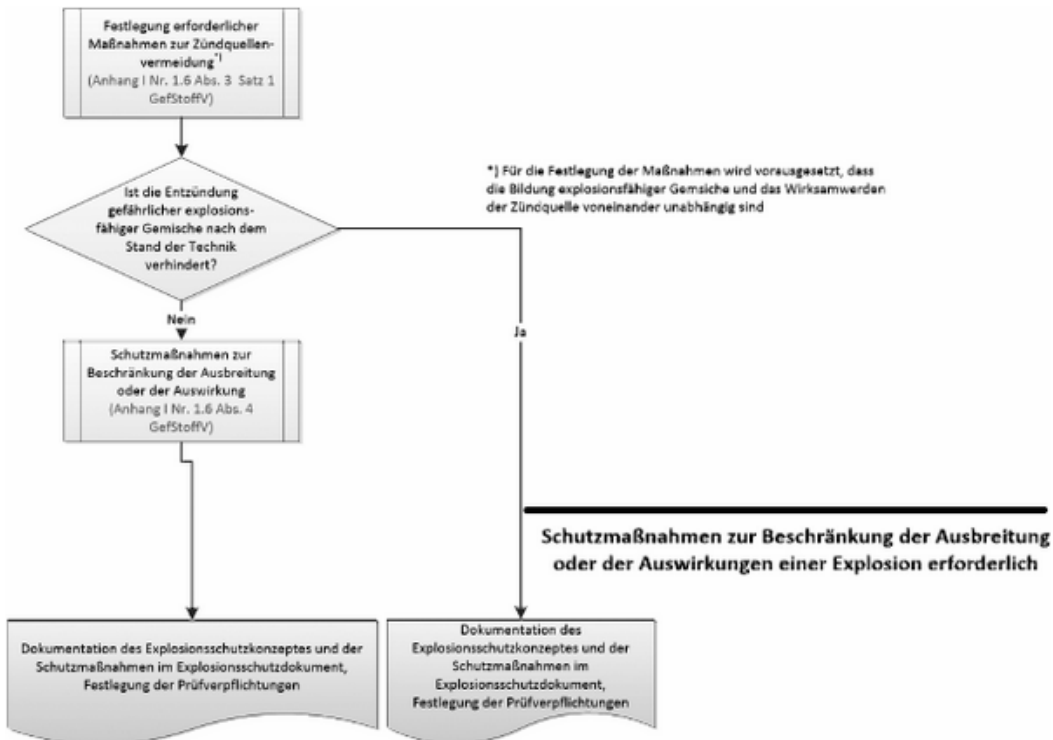 Festlegung erforderlicher
Maßnahmen zur Zündquellen-
vermeidung*)
(Anhang I Nr. 1.6 Abs. 3 Satz 1
GefStoffV)
Ist die Entzündung
gefährlicher explosions-
fähiger Gemische nach dem
Stand der Technik
verhindert?
*) Für die Festlegung der Maßnahmen wird vorausgesetzt, dass
die Bildung explosionsfähiger Gemsiche und das Wirksamwerden
der Zündquelle voneinander unabhängig sind
Nein
Ja
Schutzmaßnahmen zur
Beschränkung der Ausbreitung
oder der Auswirkung
(Anhang I Nr. 1.6 Abs. 4
GefStoffV)
Schutzmaßnahmen zur Beschränkung der Ausbreitung
oder der Auswirkungen einer Explosion erforderlich
Dokumentation des Explosionsschutzkonzeptes und der
Schutzmaßnahmen im Explosionsschutzdokument,
Festlegung der Prüfverpflichtungen
Dokumentation des
Explosionsschutzkonzeptes und der
Schutzmaßnahmen im
Explosionsschutzdokument,
Festlegung der Prüfverpflichtungen